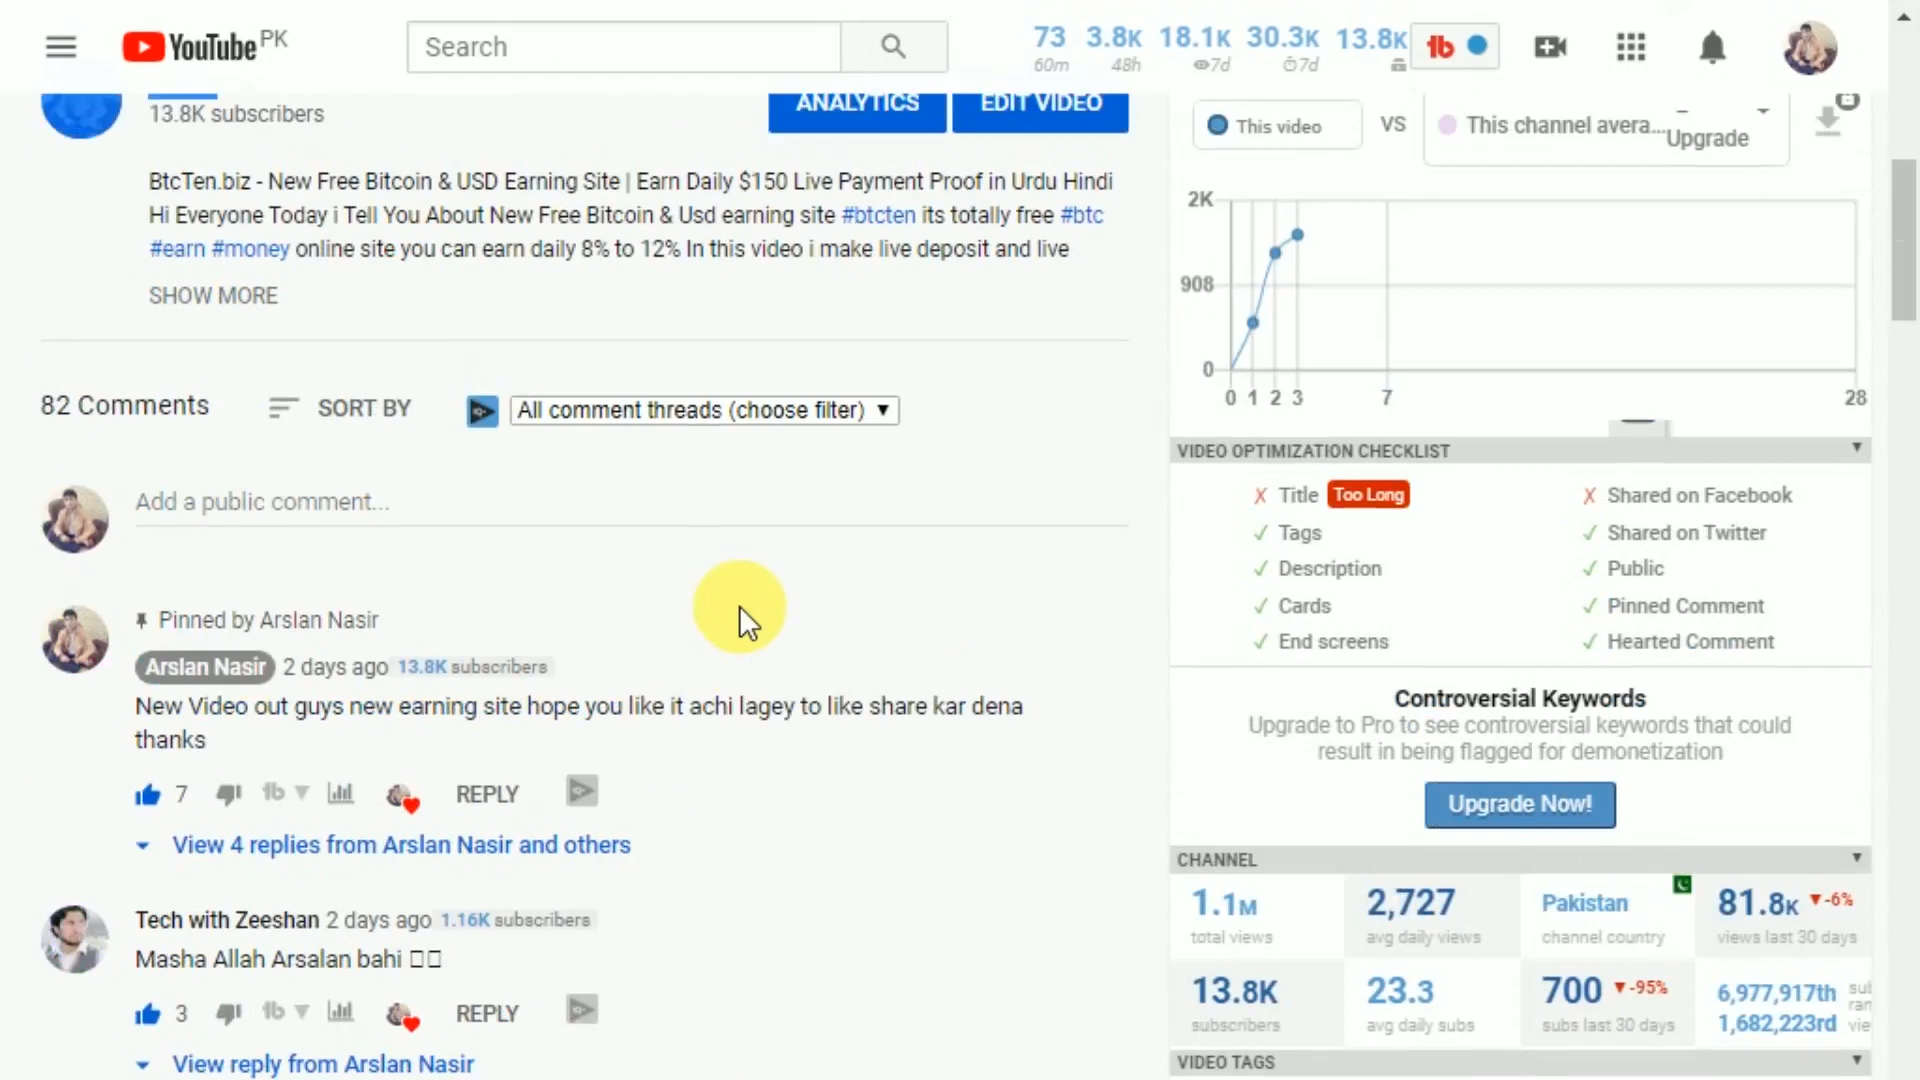 YouTube PK
Search
73 3.8K 18.1K 30.3K 13.8K
60m 48h 7d 7d
13.8K subscribers
ANALYTICS
EDIT VIDEO
BtcTen.biz - New Free Bitcoin & USD Earning Site | Earn Daily $150 Live Payment Proof in Urdu Hindi
Hi Everyone Today i Tell You About New Free Bitcoin & Usd earning site #btcten its totally free #btc
#earn #money online site you can earn daily 8% to 12% In this video i make live deposit and live
SHOW MORE
82 Comments
SORT BY
All comment threads (choose filter)
Add a public comment...
Pinned by Arslan Nasir
Arslan Nasir 2 days ago 13.8K subscribers
New Video out guys new earning site hope you like it achi lagey to like share kar dena
thanks
7 REPLY
View 4 replies from Arslan Nasir and others
Tech with Zeeshan 2 days ago 1.16K subscribers
Masha Allah Arsalan bahi
3 REPLY
View reply from Arslan Nasir
This video VS This channel avera... Upgrade
2K
908
0
0 1 2 3 7 28
VIDEO OPTIMIZATION CHECKLIST
X Title Too Long
✓ Tags
✓ Description
✓ Cards
✓ End screens
X Shared on Facebook
✓ Shared on Twitter
✓ Public
✓ Pinned Comment
✓ Hearted Comment
Controversial Keywords
Upgrade to Pro to see controversial keywords that could
result in being flagged for demonetization
Upgrade Now!
CHANNEL
1.1M 2,727 Pakistan 81.8K -6%
total views avg daily views channel country views last 30 days
13.8K 23.3 700 -95% 6,977,917th
subscribers avg daily subs subs last 30 days 1,682,223rd
VIDEO TAGS